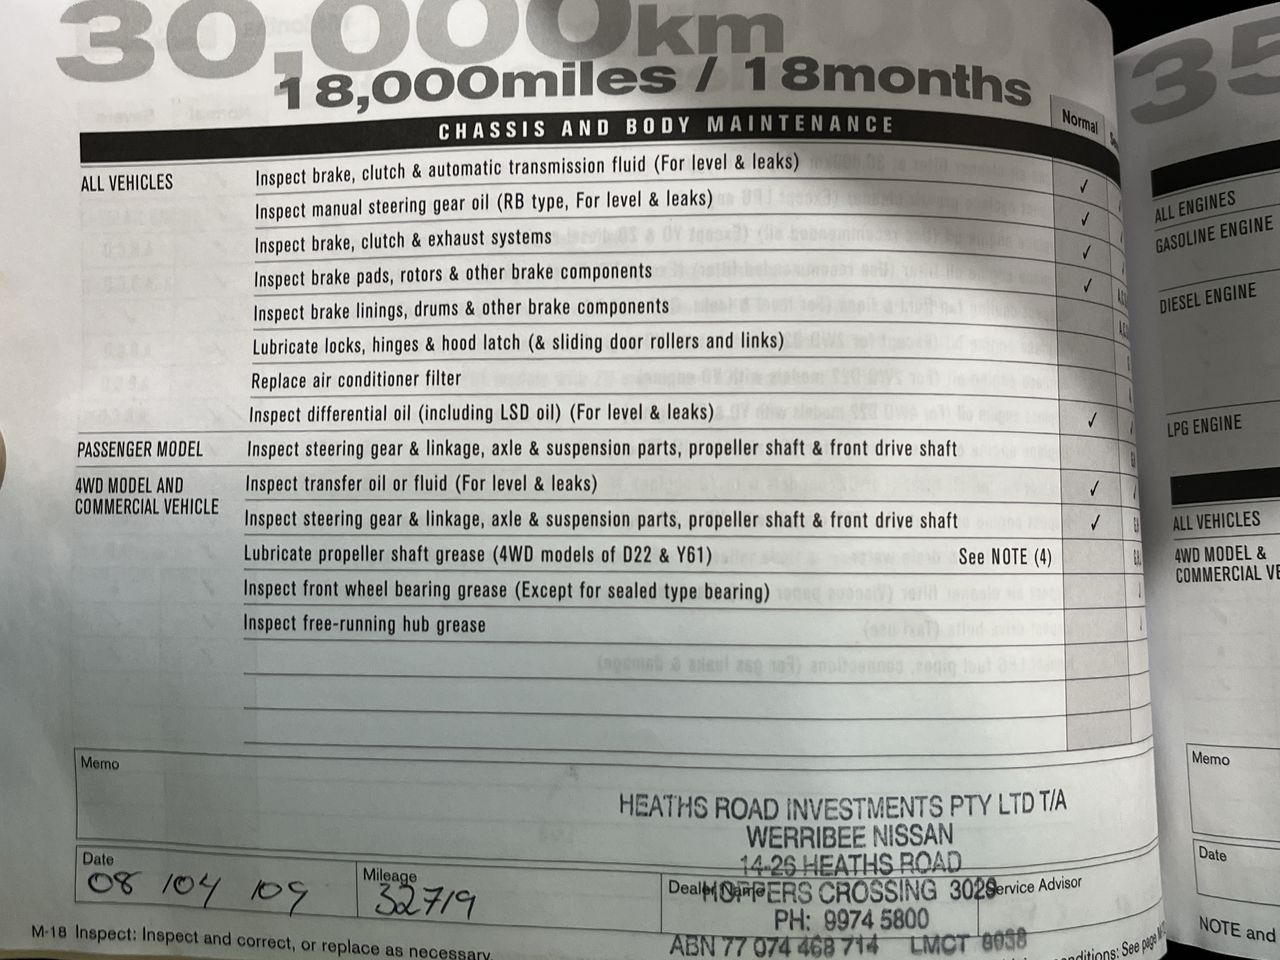 30,000km
18,000miles / 18months
CHASSIS AND BODY MAINTENANCE
Normal
ALL VEHICLES
Inspect brake, clutch & automatic transmission fluid (For level & leaks) ✓
Inspect manual steering gear oil (RB type, For level & leaks) ✓
Inspect brake, clutch & exhaust systems ✓
Inspect brake pads, rotors & other brake components ✓
Inspect brake linings, drums & other brake components
Lubricate locks, hinges & hood latch (& sliding door rollers and links)
Replace air conditioner filter
Inspect differential oil (including LSD oil) (For level & leaks) ✓
PASSENGER MODEL Inspect steering gear & linkage, axle & suspension parts, propeller shaft & front drive shaft
4WD MODEL AND
COMMERCIAL VEHICLE
Inspect transfer oil or fluid (For level & leaks) ✓
Inspect steering gear & linkage, axle & suspension parts, propeller shaft & front drive shaft ✓
Lubricate propeller shaft grease (4WD models of D22 & Y61) See NOTE (4)
Inspect front wheel bearing grease (Except for sealed type bearing)
Inspect free-running hub grease
Memo
HEATHS ROAD INVESTMENTS PTY LTD T/A
WERRIBEE NISSAN
14-26 HEATHS ROAD
HOPPERS CROSSING 3029
PH: 9974 5800
ABN 77 074 468 714 LMCT
Date
08/04/09
Mileage
32719
Dealer Name
Service Advisor
M-18 Inspect: Inspect and correct, or replace as necessary.
conditions: See page
35
ALL ENGINES
GASOLINE ENGINE
DIESEL ENGINE
LPG ENGINE
ALL VEHICLES
4WD MODEL &
COMMERCIAL
Memo
Date
NOTE and